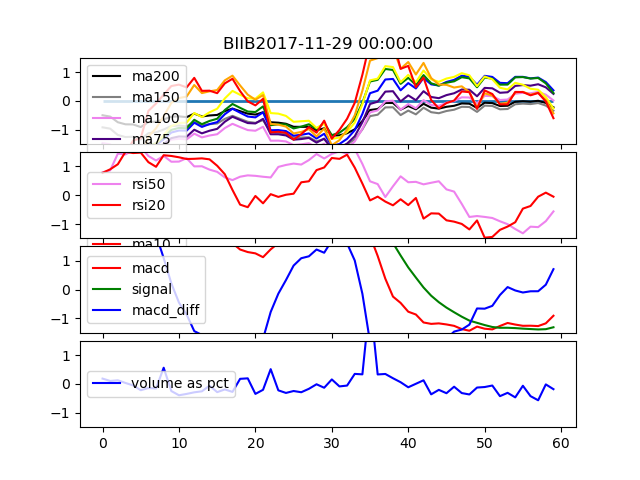 BIIB2017-11-29 00:00:00
1
0
−1
ma200
ma150
ma100
ma75
1
0
−1
rsi50
rsi20
ma10
1
0
−1
macd
signal
macd_diff
1
0
−1
volume as pct
0 10 20 30 40 50 60